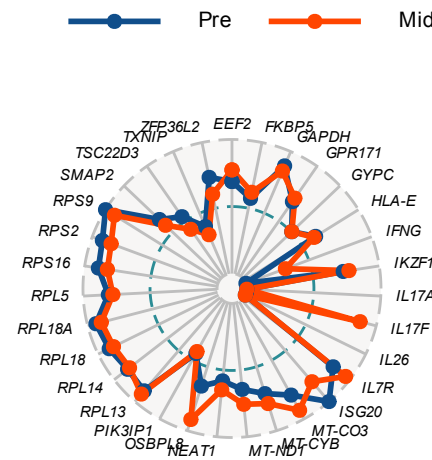 Pre Mid
EEF2
FKBP5
GAPDH
GPR171
GYPC
HLA-E
IFNG
IKZF1
IL17A
IL17F
IL26
IL7R
ISG20
MT-CO3
MT-CYB
MT-ND1
NEAT1
OSBPL8
PIK3IP1
RPL13
RPL14
RPL18
RPL18A
RPL5
RPS16
RPS2
RPS9
SMAP2
TSC22D3
TXNIP
ZFP36L2